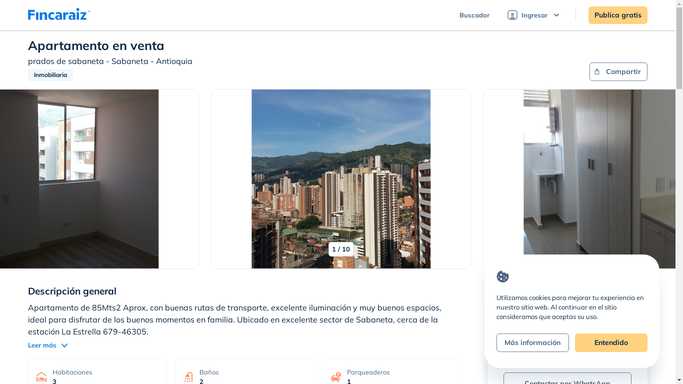 Fincaraiz
Buscador
Ingresar
Publica gratis
Apartamento en venta
prados de sabaneta - Sabaneta - Antioquia
Inmobiliaria
Compartir
1 / 10
Descripción general
Apartamento de 85Mts2 Aprox, con buenas rutas de transporte, excelente iluminación y muy buenos espacios,
ideal para disfrutar de los buenos momentos en familia. Ubicado en excelente sector de Sabaneta, cerca de la
estación La Estrella 679-46305.
Leer más
Habitaciones
3
Baños
2
Parqueaderos
1
Utilizamos cookies para mejorar tu experiencia en
nuestro sitio web. Al continuar en el sitio
consideramos que aceptas su uso.
Más información
Entendido
Contactar por WhatsApp